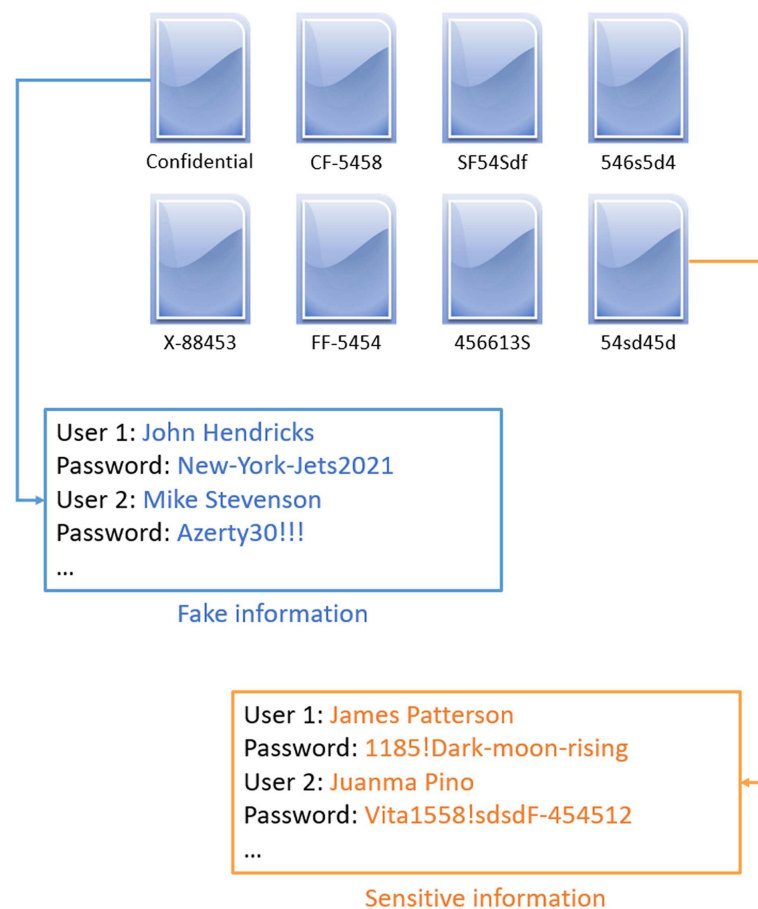 Confidential CF-5458 SF54Sdf 546s5d4
X-88453 FF-5454 456613S 54sd45d
User 1: John Hendricks
Password: New-York-Jets2021
User 2: Mike Stevenson
Password: Azerty30!!!
...
Fake information
User 1: James Patterson
Password: 1185!Dark-moon-rising
User 2: Juanma Pino
Password: Vita1558!sdsdF-454512
...
Sensitive information